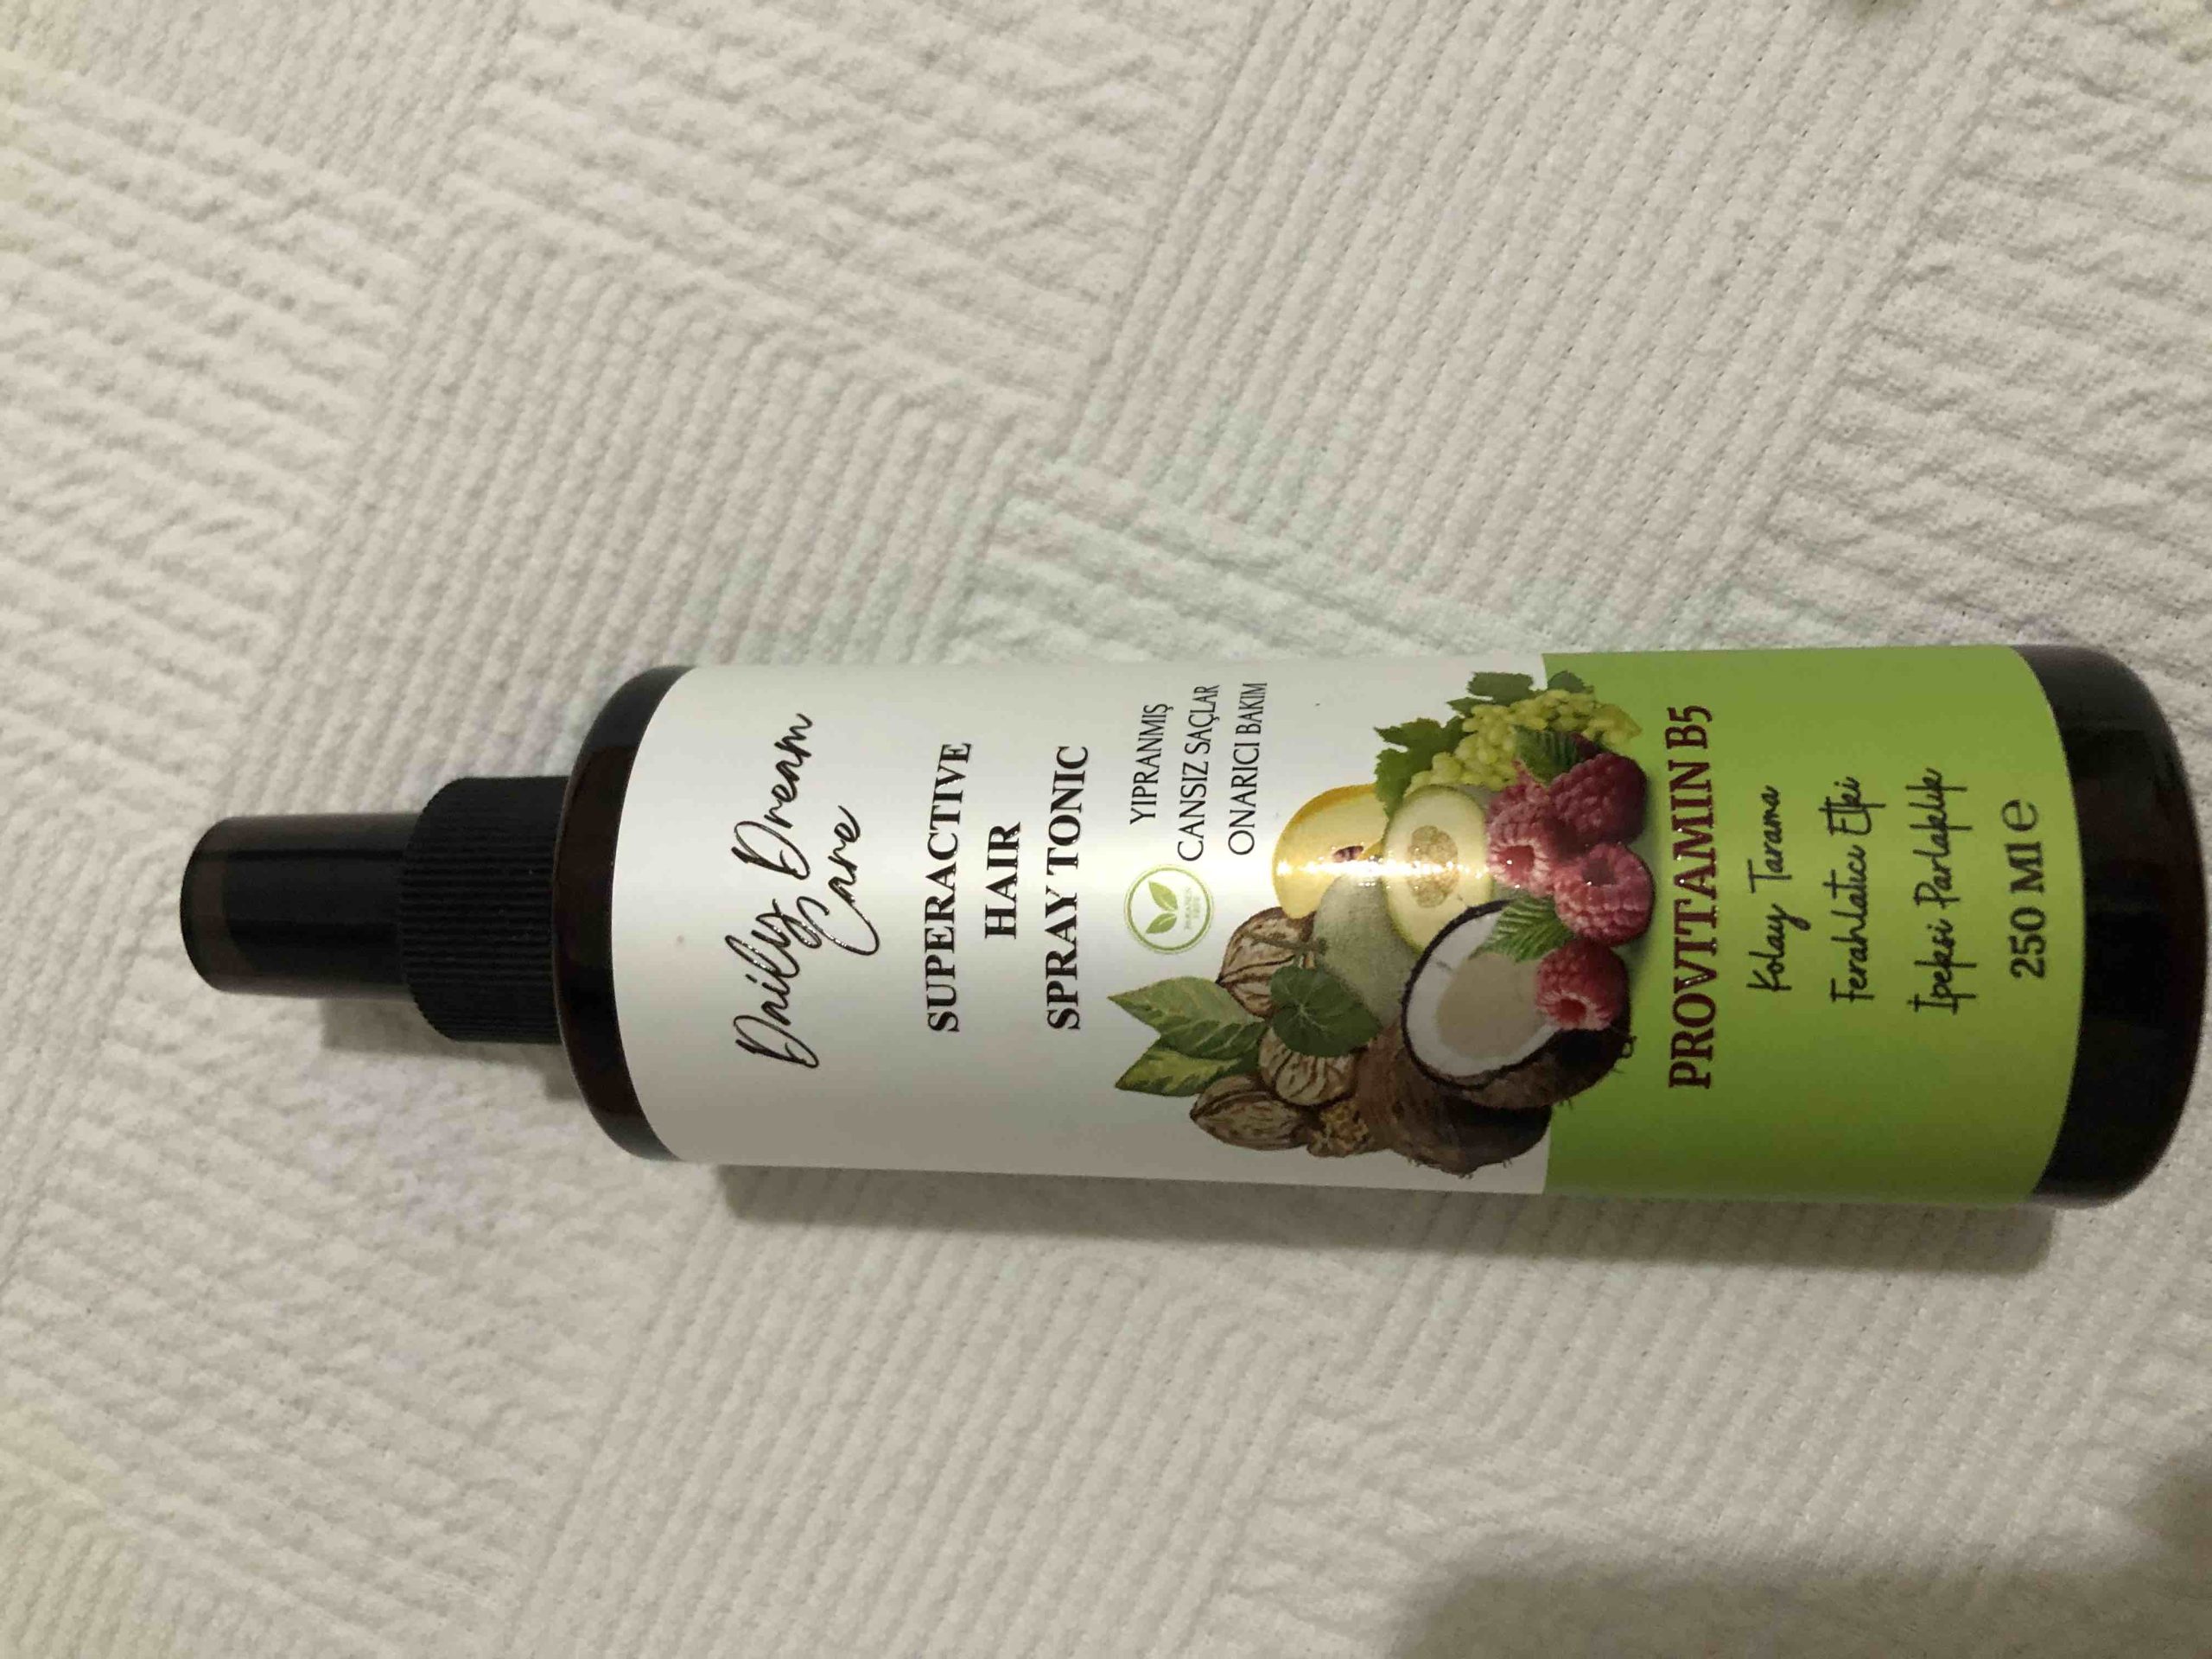 Daily Dream
Care
SUPERACTIVE
HAIR
SPRAY TONIC
YIPRANMIŞ
CANSIZ SAÇLAR
ONARICI BAKIM
PROVITAMIN B5
Kolay Tarama
Ferahlatıcı Etki
İpeksi Parlaklık
250 Ml e